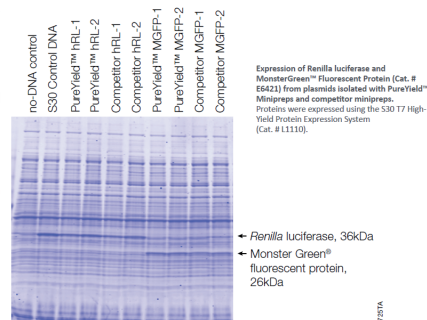 no-DNA control
S30 Control DNA
PureYield™ hRL-1
PureYield™ hRL-2
Competitor hRL-1
Competitor hRL-2
PureYield™ MGFP-1
PureYield™ MGFP-2
Competitor MGFP-1
Competitor MGFP-2
Expression of Renilla luciferase and
MonsterGreen™ Fluorescent Protein (Cat. #
E6421) from plasmids isolated with PureYield™
Minipreps and competitor minipreps.
Proteins were expressed using the S30 T7 High-
Yield Protein Expression System
(Cat. # L1110).
Renilla luciferase, 36kDa
Monster Green®
fluorescent protein,
26kDa
725TA